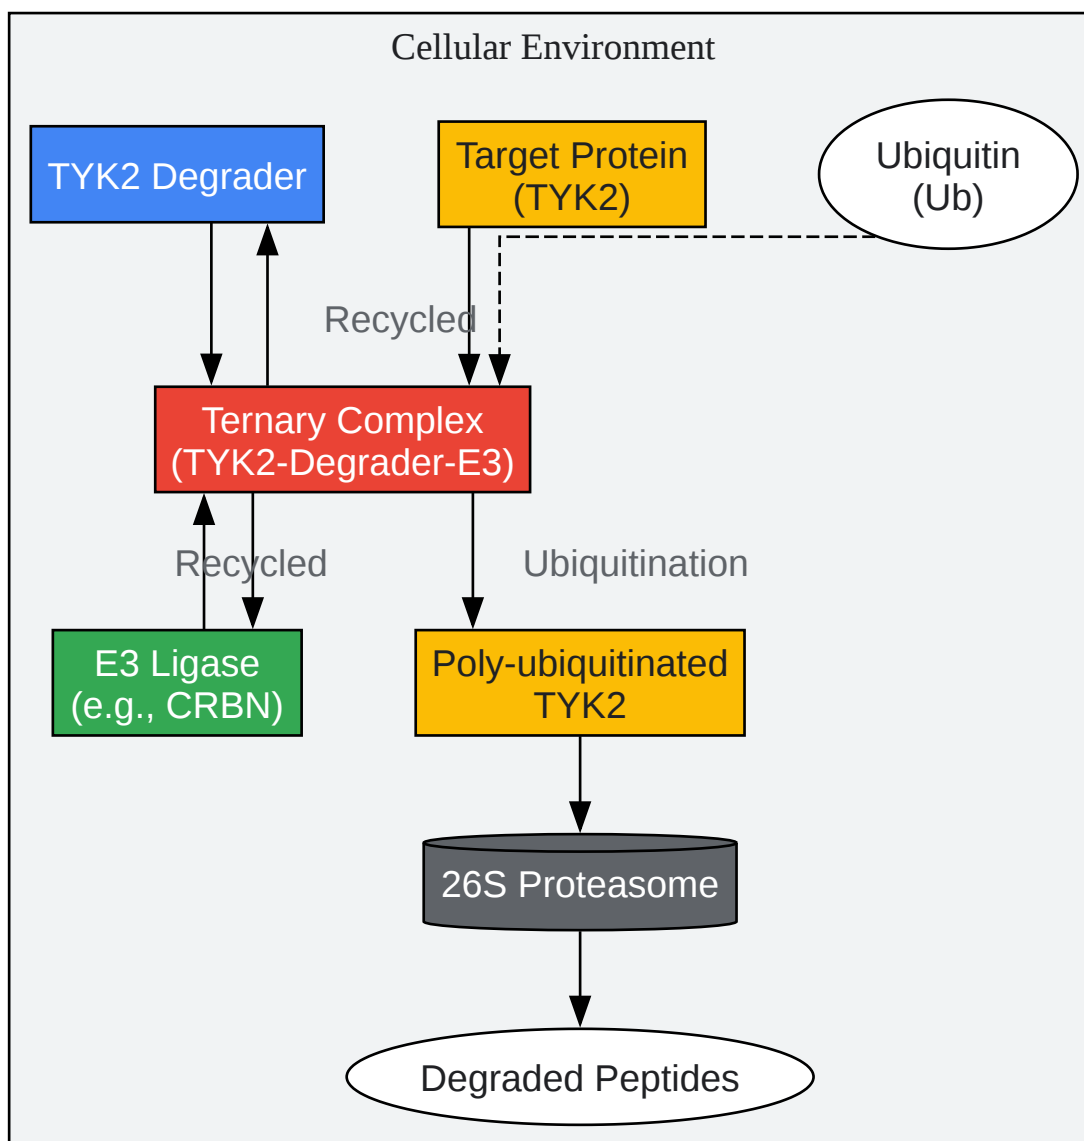 Cellular Environment
TYK2 Degrader
Target Protein
(TYK2)
Ubiquitin
(Ub)
Recycled
Ternary Complex
(TYK2-Degrader-E3)
Recycled
Ubiquitination
E3 Ligase
(e.g., CRBN)
Poly-ubiquitinated
TYK2
26S Proteasome
Degraded Peptides